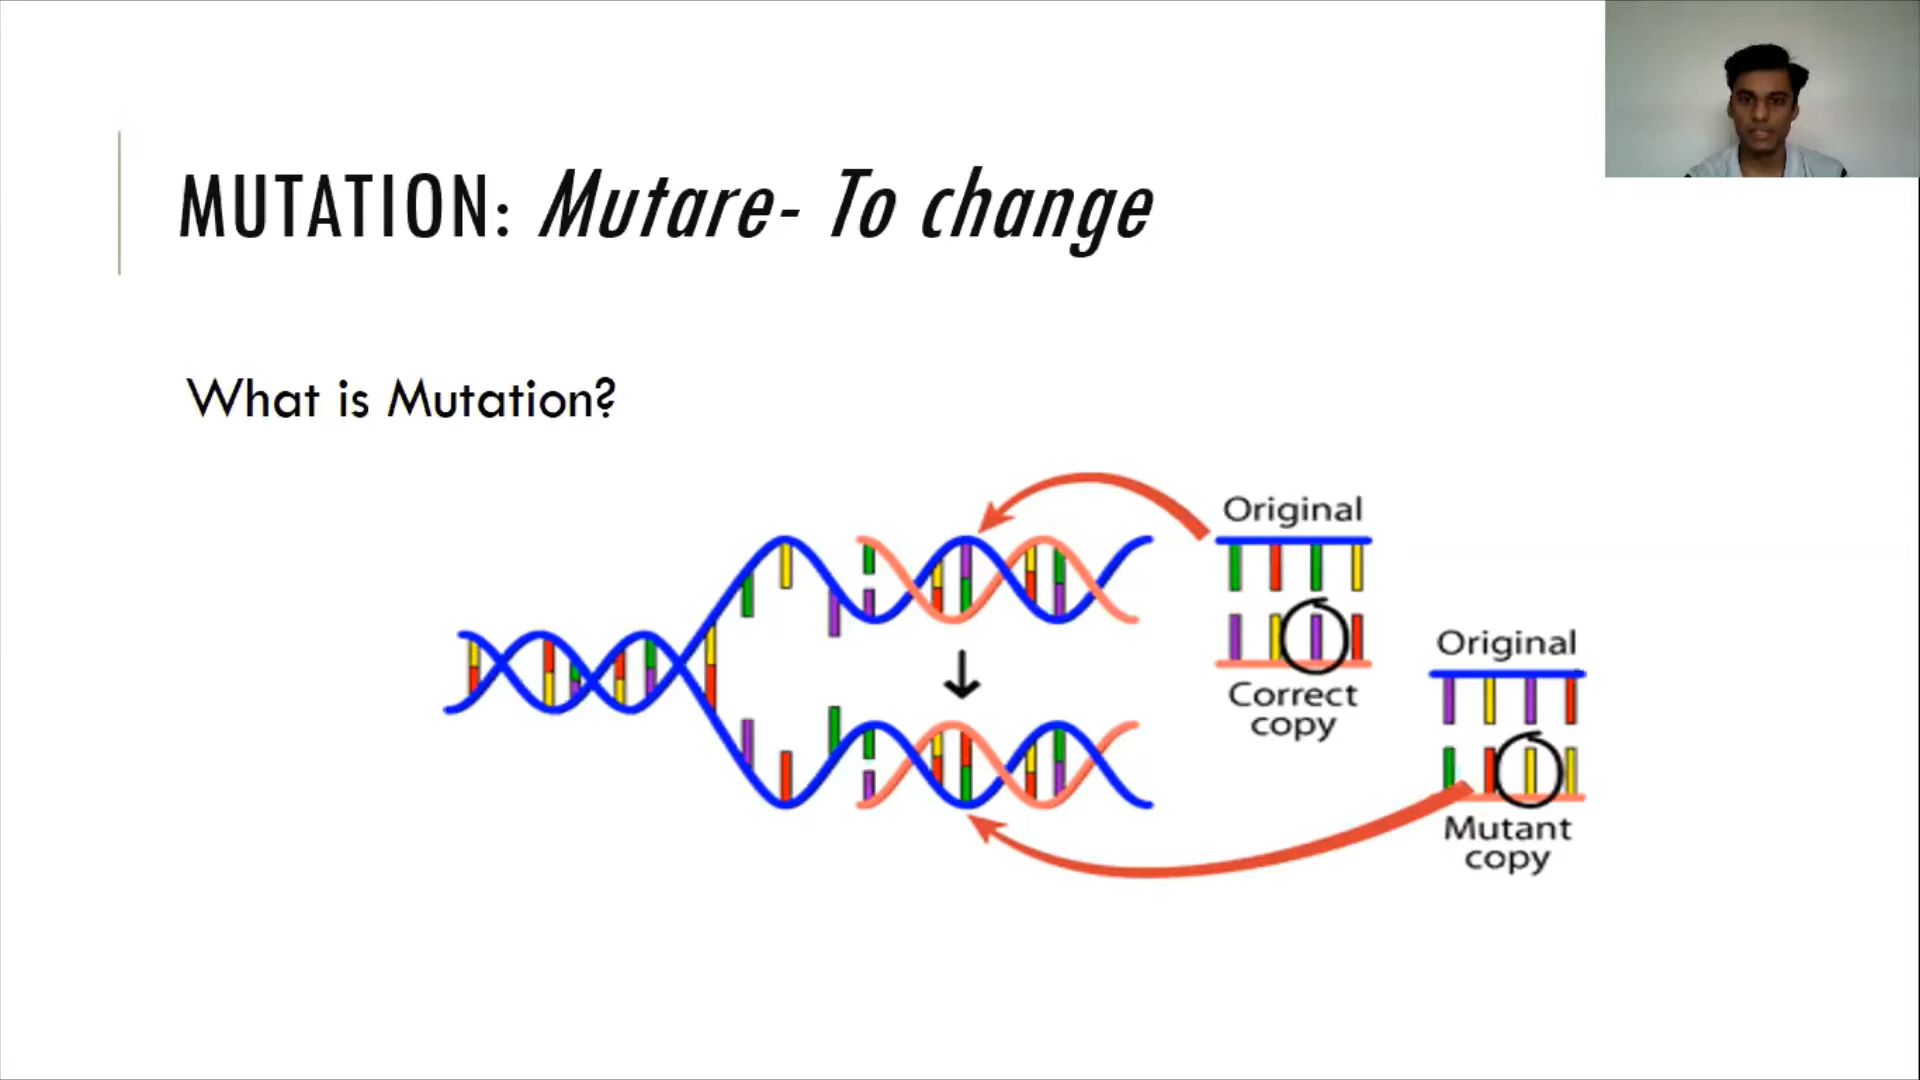 MUTATION: Mutare- To change
What is Mutation?
Original
Correct
copy
Original
Mutant
copy